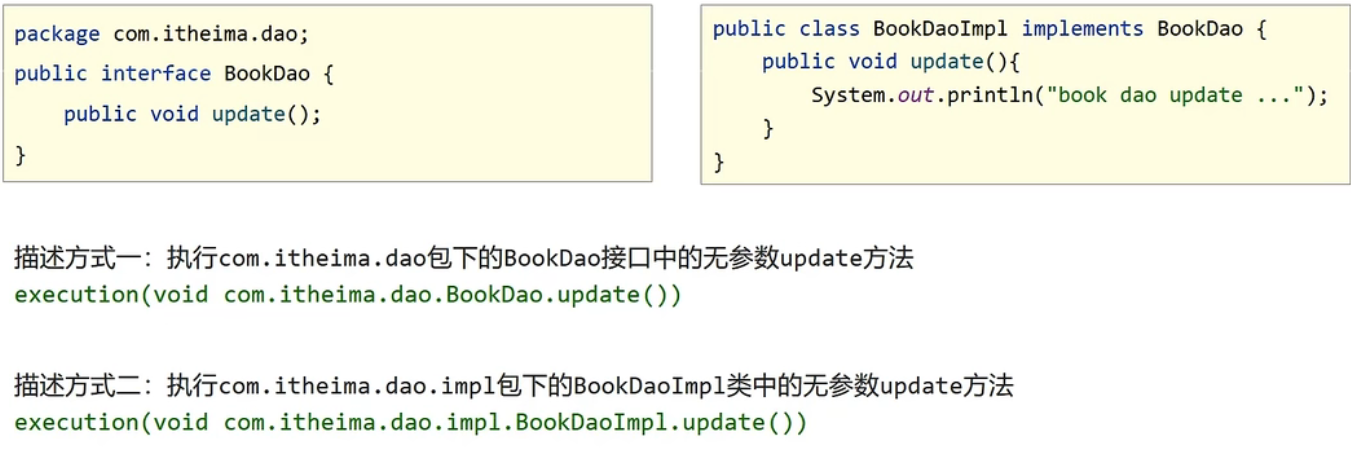 package com.itheima.dao;
public interface BookDao {
    public void update();
}
public class BookDaoImpl implements BookDao {
    public void update(){
        System.out.println("book dao update ...");
    }
}
描述方式一：执行com.itheima.dao包下的BookDao接口中的无参数update方法
execution(void com.itheima.dao.BookDao.update())
描述方式二：执行com.itheima.dao.impl包下的BookDaoImpl类中的无参数update方法
execution(void com.itheima.dao.impl.BookDaoImpl.update())